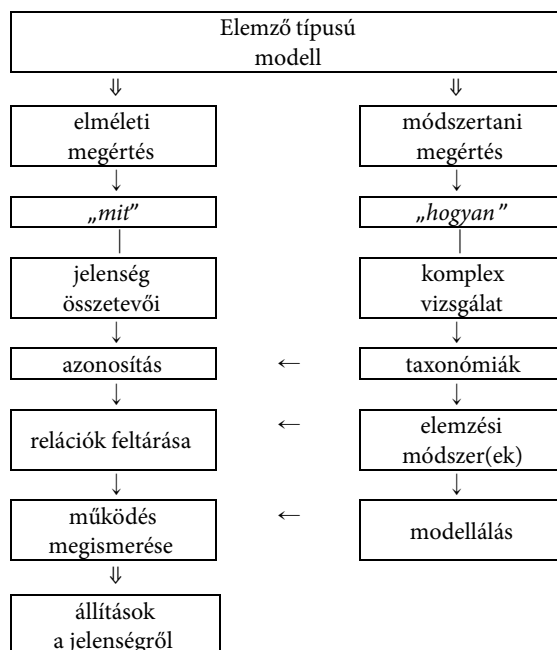 Elemző típusú
modell
⇓ ⇓
elméleti
megértés
módszertani
megértés
↓ ↓
„mit” „hogyan”
jelenség
összetevői
komplex
vizsgálat
↓ ↓
azonosítás ← taxonómiák
↓ ↓
relációk feltárása ←
elemzési
módszer(ek)
↓ ↓
működés
megismerése
← modellálás
⇓
állítások
a jelenségről